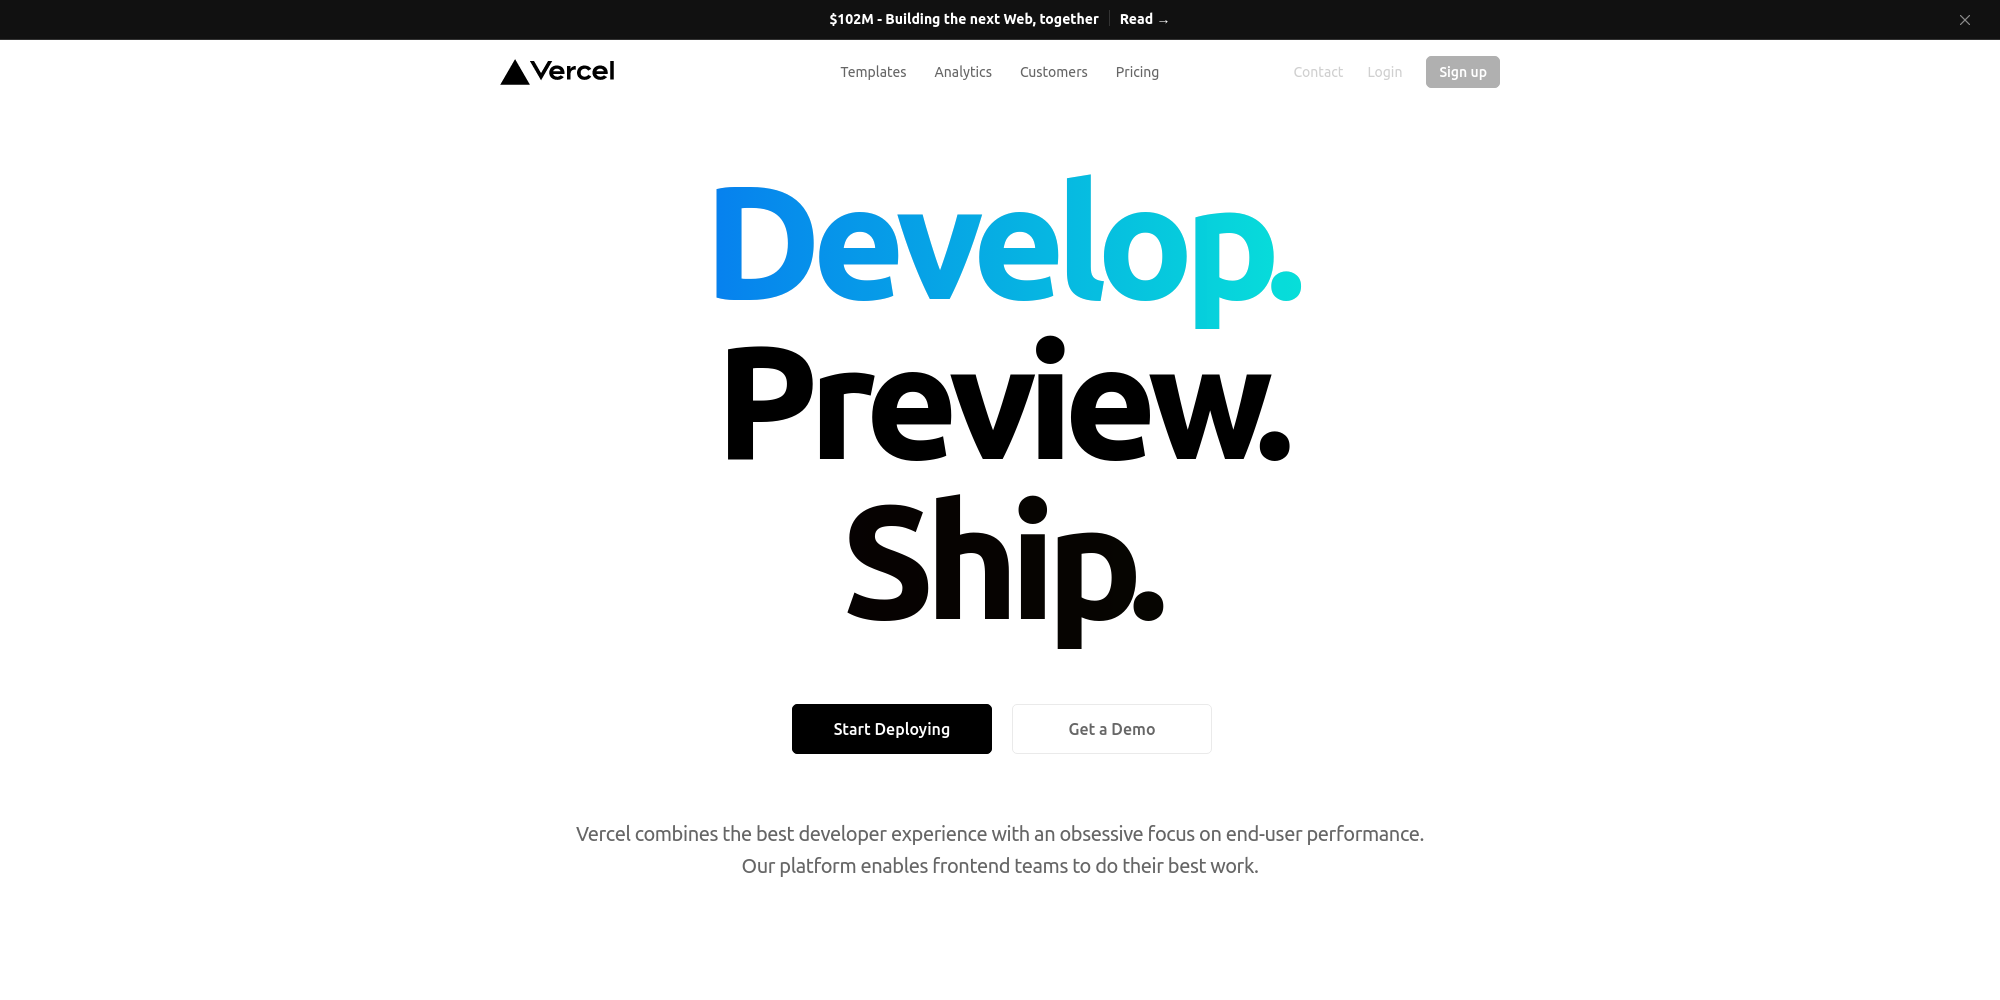 $102M - Building the next Web, together Read →
Vercel Templates Analytics Customers Pricing Contact Login Sign up
Develop.
Preview.
Ship.
Start Deploying Get a Demo
Vercel combines the best developer experience with an obsessive focus on end-user performance.
Our platform enables frontend teams to do their best work.